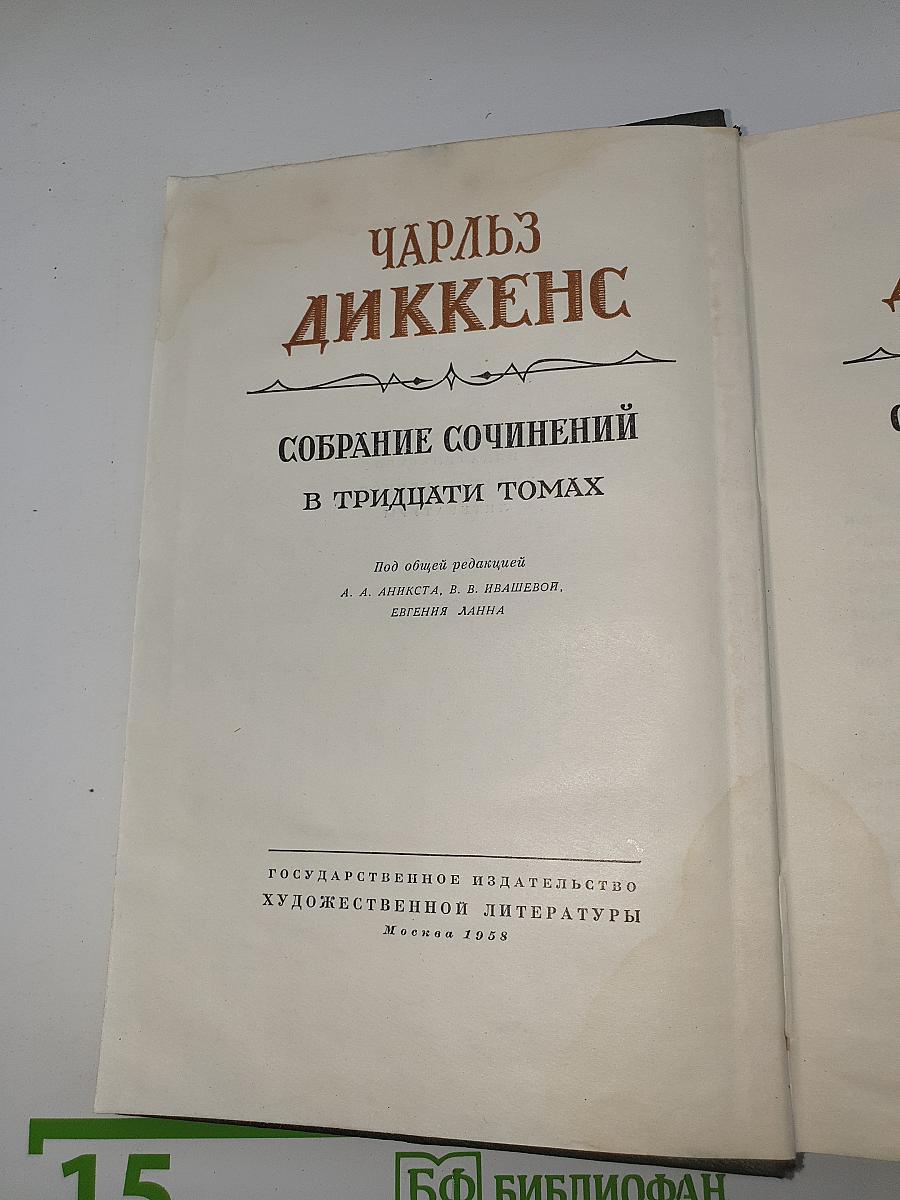 ЧАРЛЬЗ
ДИККЕНС
СОБРАНИЕ СОЧИНЕНИЙ
В ТРИДЦАТИ ТОМАХ
Под общей редакцией
А. А. АНИКСТА, В. В. ИВАШЕВОЙ,
ЕВГЕНИЯ ЛАННА
ГОСУДАРСТВЕННОЕ ИЗДАТЕЛЬСТВО
ХУДОЖЕСТВЕННОЙ ЛИТЕРАТУРЫ
Москва 1958
15
БФ БИБЛИОФАН